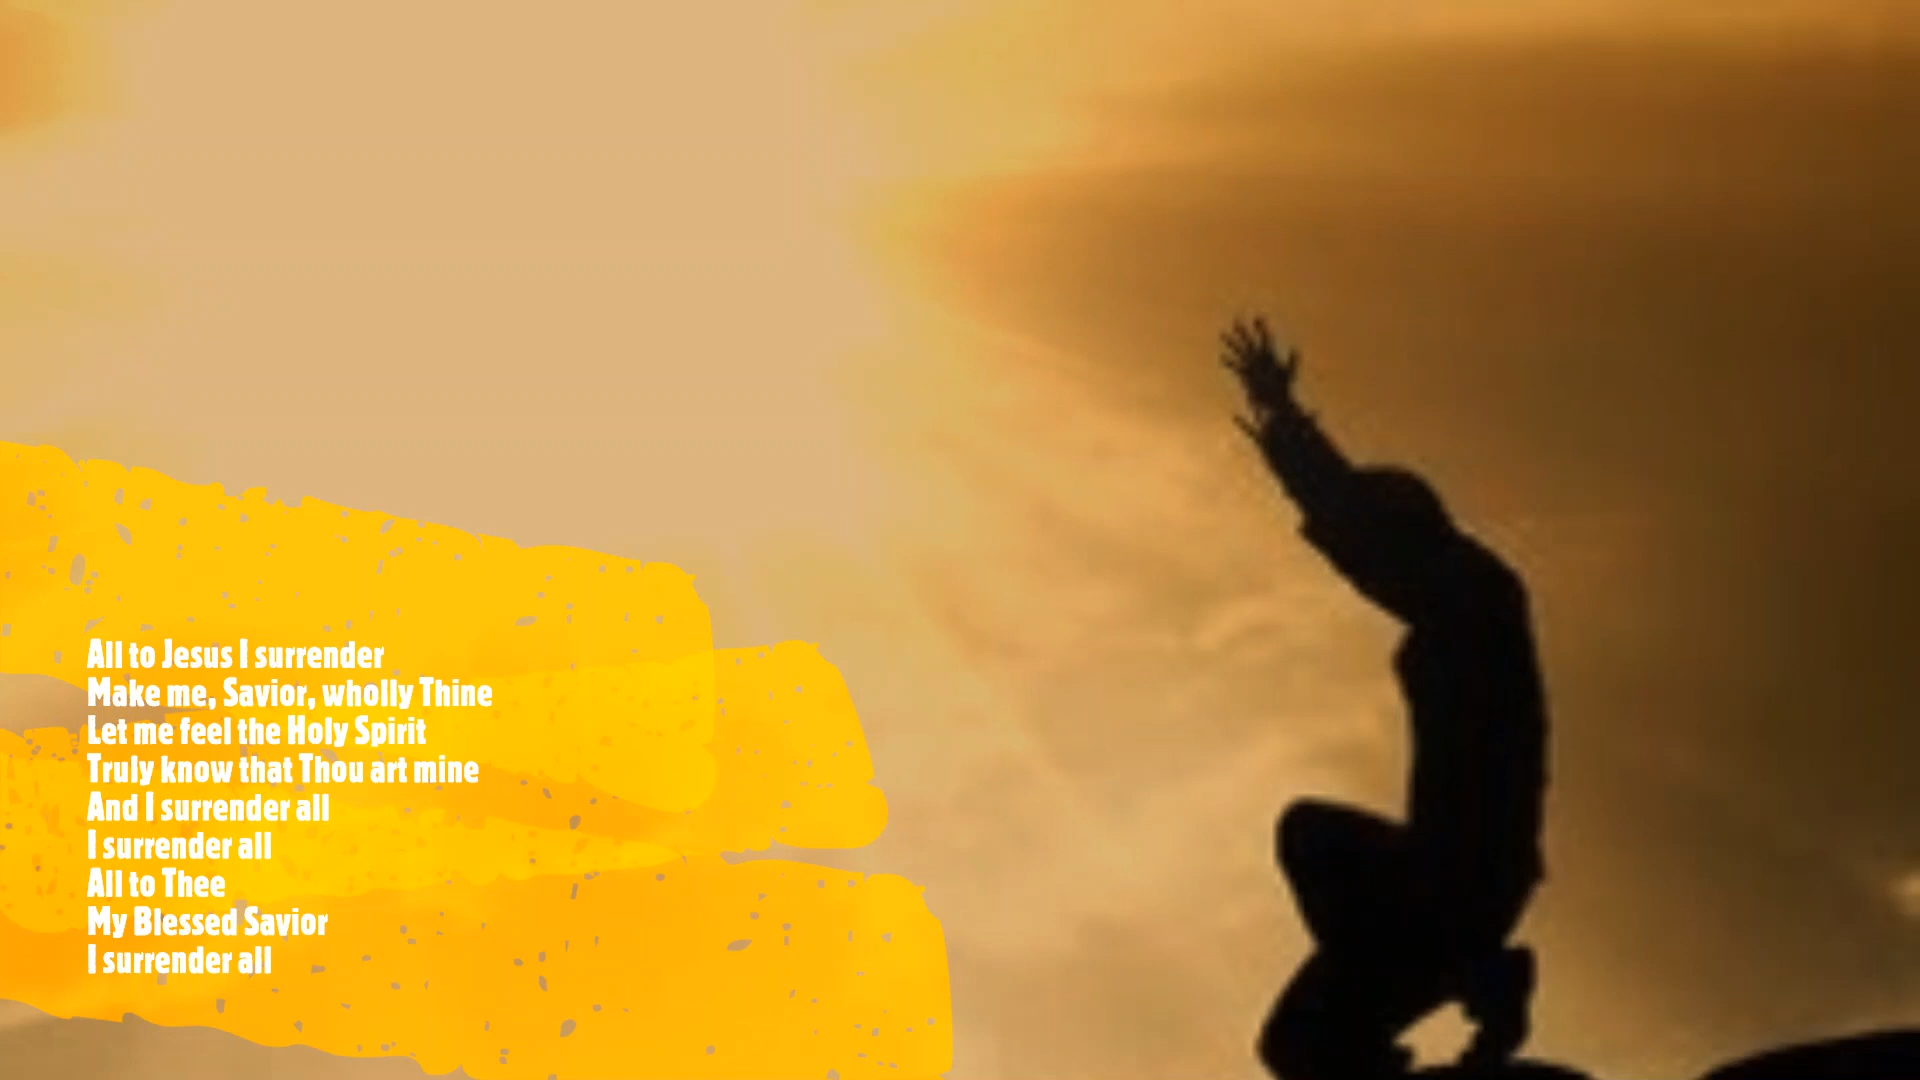 All to Jesus I surrender
Make me, Savior, wholly Thine
Let me feel the Holy Spirit
Truly know that Thou art mine
And I surrender all
I surrender all
All to Thee
My Blessed Savior
I surrender all